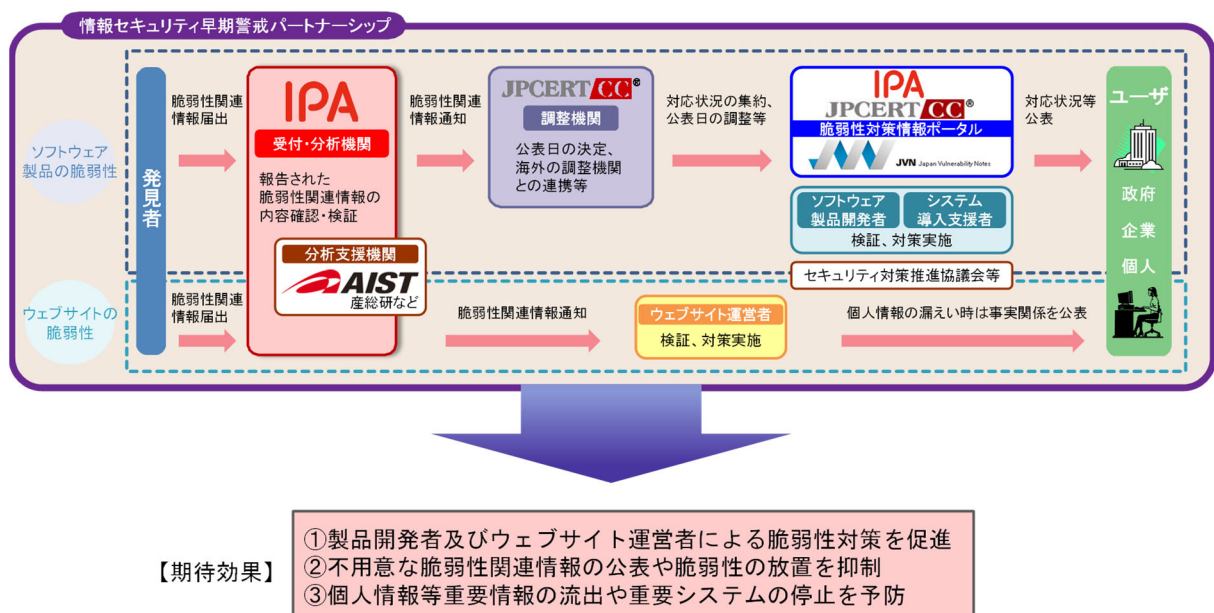 情報セキュリティ早期警戒パートナーシップ
ソフトウェア
製品の脆弱性
発見者
脆弱性関連
情報届出
IPA
受付・分析機関
報告された
脆弱性関連情報の
内容確認・検証
分析支援機関
AIST
産総研など
脆弱性関連
情報通知
JPCERT CC®
調整機関
公表日の決定、
海外の調整機関
との連携等
対応状況の集約、
公表日の調整等
IPA
JPCERT CC®
脆弱性対策情報ポータル
JVN Japan Vulnerability Notes
ソフトウェア
製品開発者
システム
導入支援者
検証、対策実施
セキュリティ対策推進協議会等
対応状況等
公表
ユーザ
政府
企業
個人
ウェブサイトの
脆弱性
脆弱性関連
情報届出
脆弱性関連情報通知
ウェブサイト運営者
検証、対策実施
個人情報の漏えい時は事実関係を公表
【期待効果】
①製品開発者及びウェブサイト運営者による脆弱性対策を促進
②不用意な脆弱性関連情報の公表や脆弱性の放置を抑制
③個人情報等重要情報の流出や重要システムの停止を予防